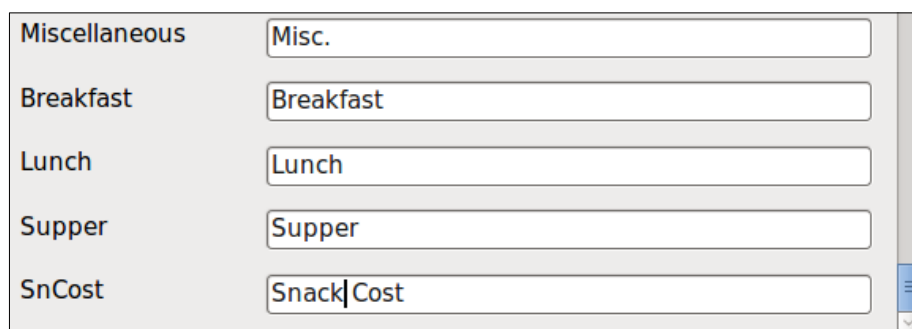 Miscellaneous Misc.
Breakfast Breakfast
Lunch Lunch
Supper Supper
SnCost Snack Cost